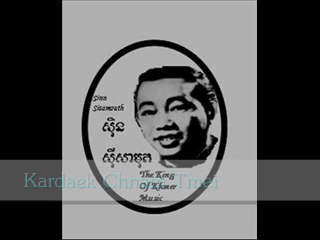 Sinn
Sisamouth
ស៊ិន
ស៊ីសាមុត
Kardaek Tmei
The King
Of Khmer
Music